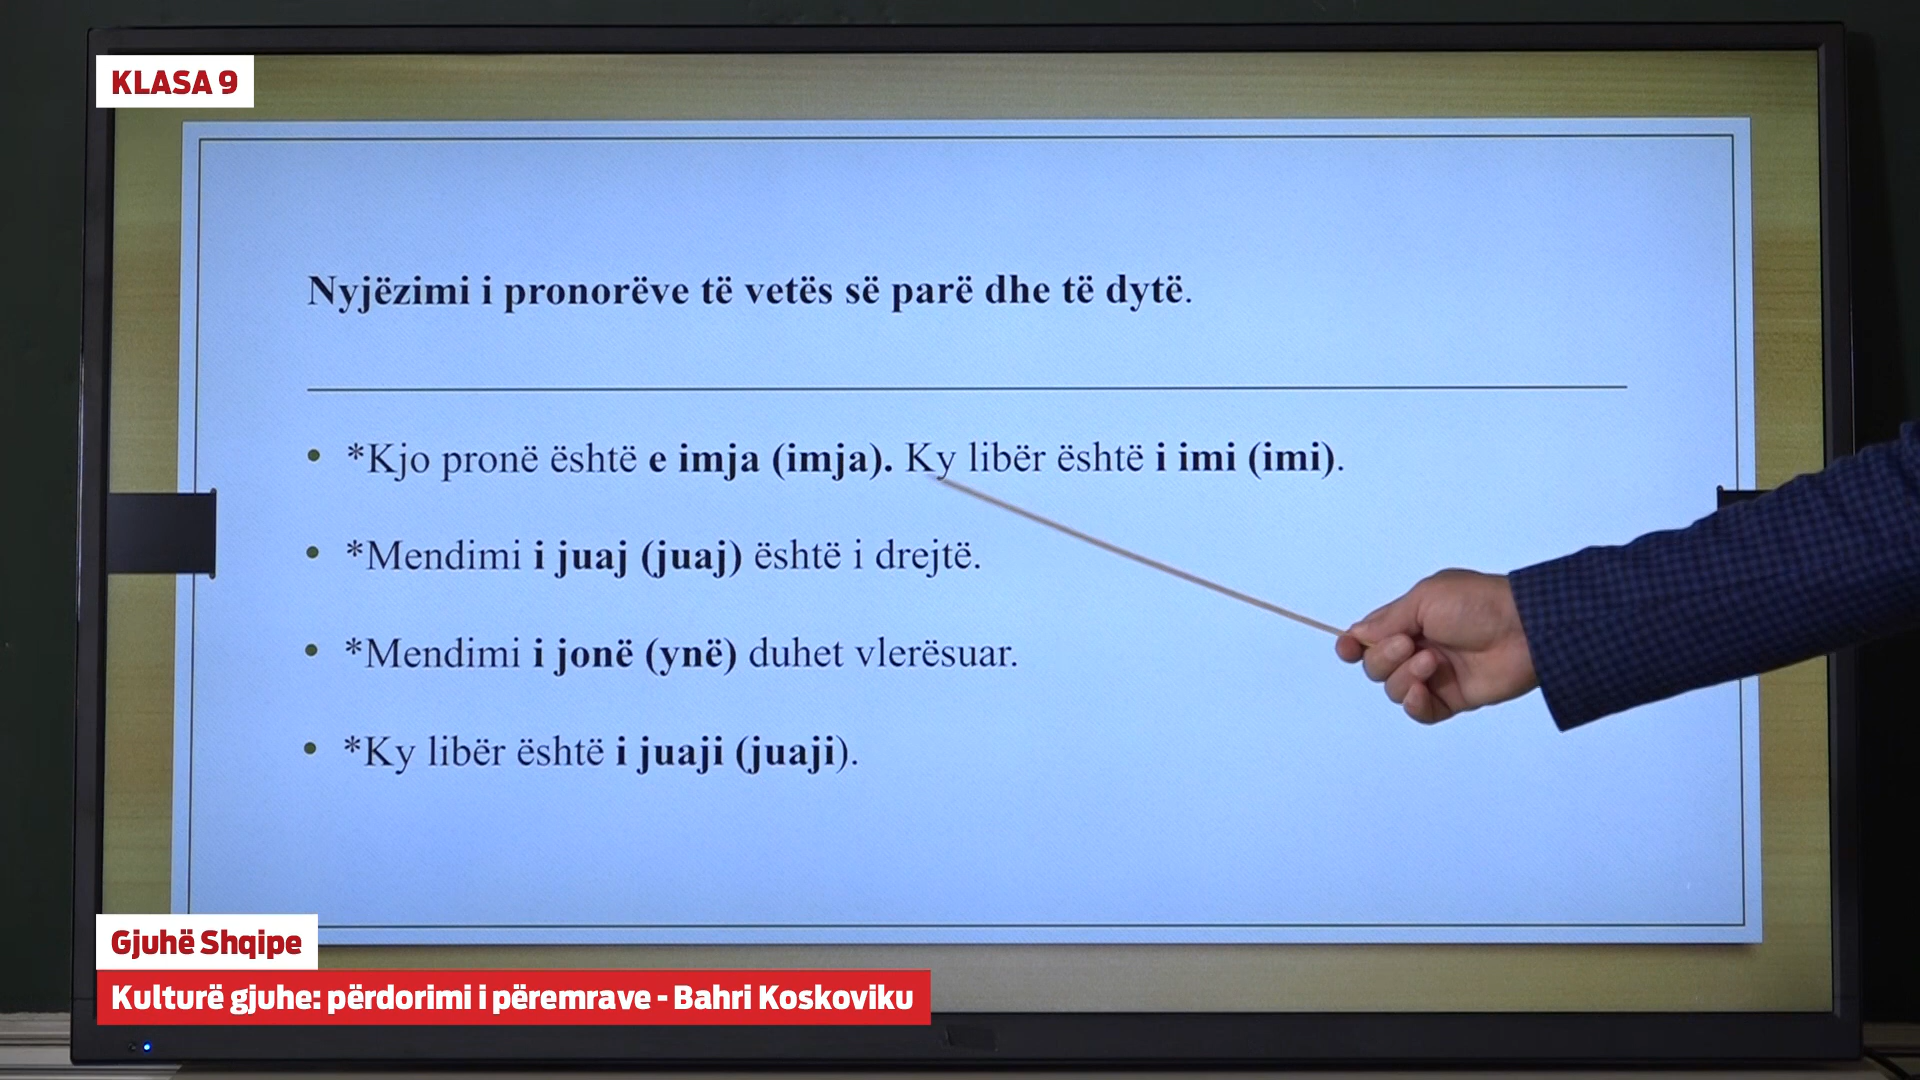 KLASA 9
Nyjëzimi i pronorëve të vetës së parë dhe të dytë.
• *Kjo pronë është e imja (imja). Ky libër është i imi (imi).
• *Mendimi i juaj (juaj) është i drejtë.
• *Mendimi i jonë (ynë) duhet vlerësuar.
• *Ky libër është i juaji (juaji).
Gjuhë Shqipe
Kulturë gjuhe: përdorimi i përemrave - Bahri Koskoviku